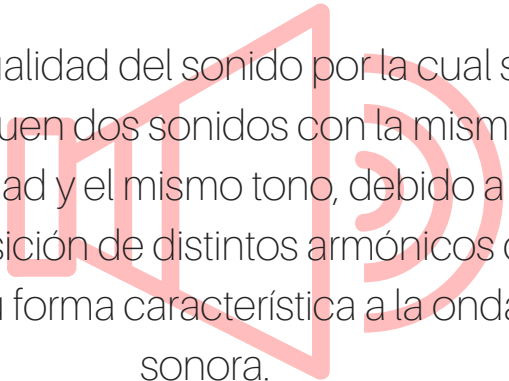 ualidad del sonido por la cual s
uen dos sonidos con la mism
ad y el mismo tono, debido a
sición de distintos armónicos
forma característica a la onda
sonora.